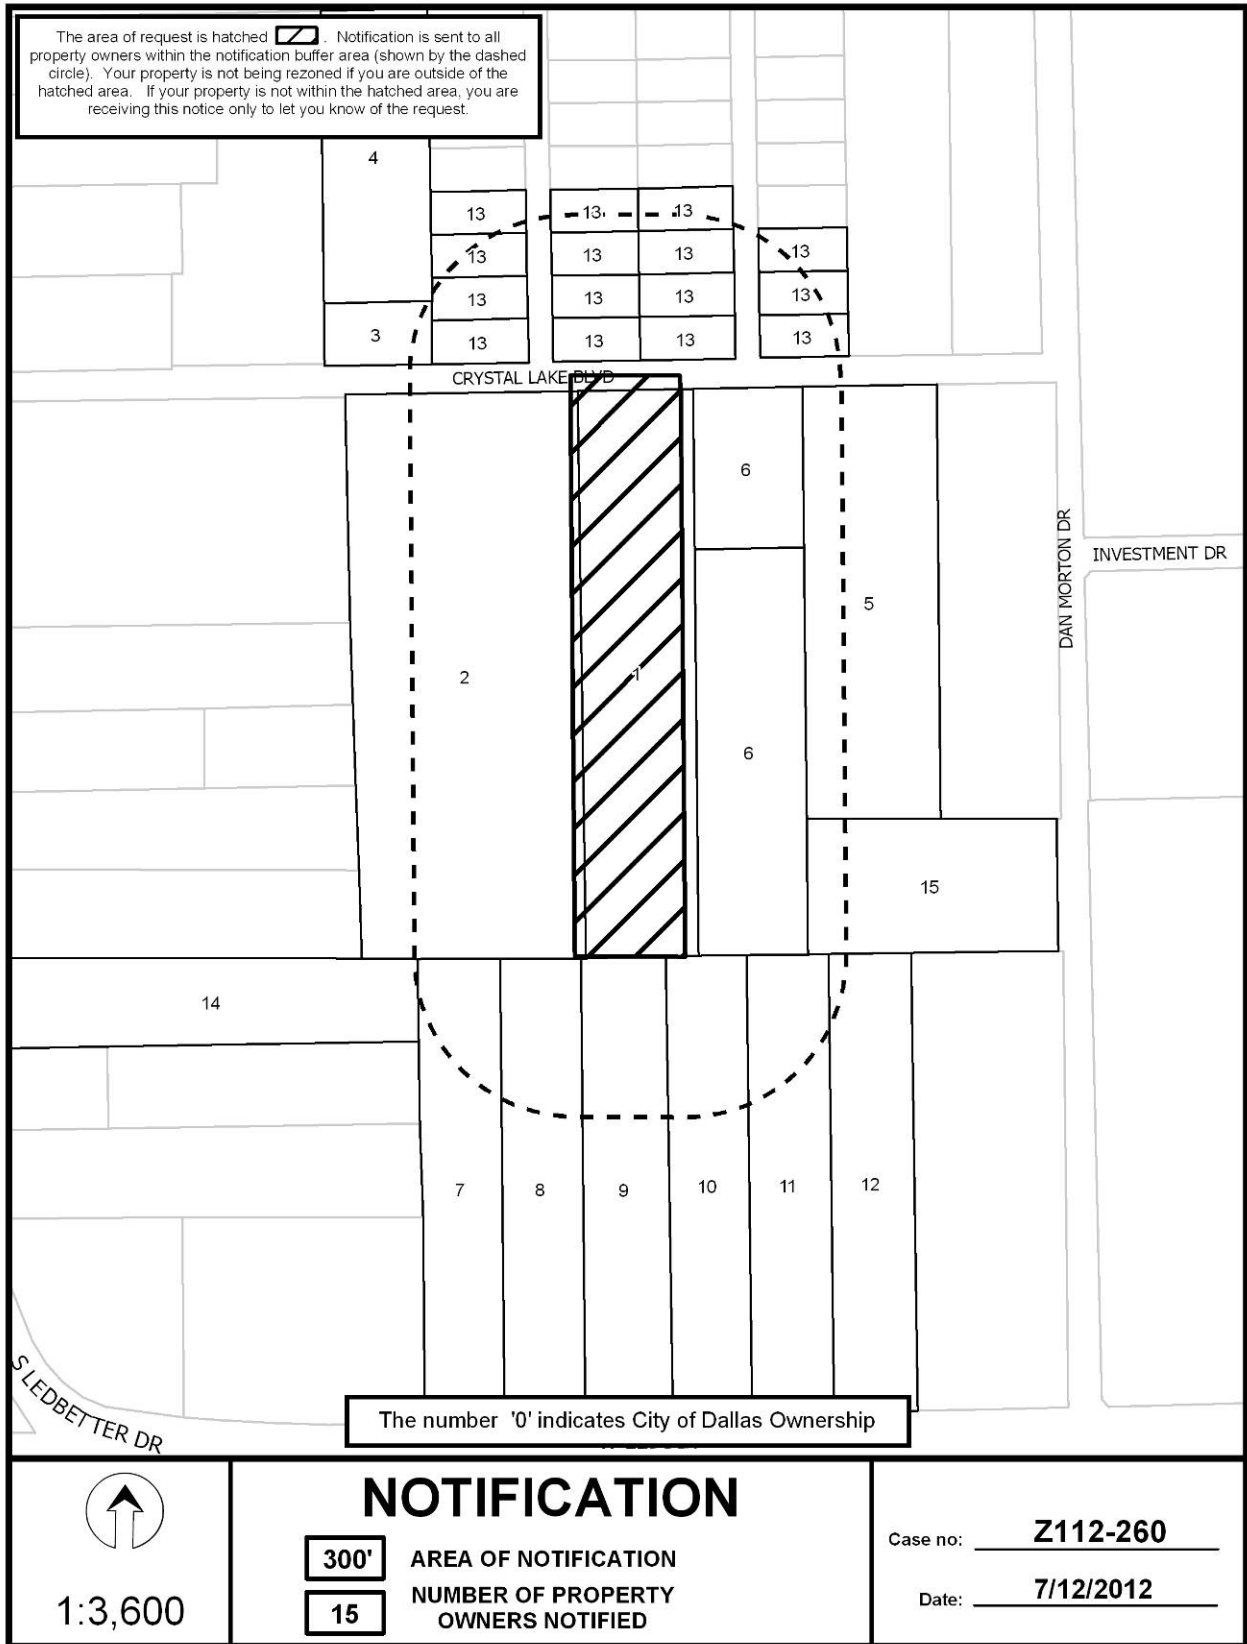 The area of request is hatched . Notification is sent to all
property owners within the notification buffer area (shown by the dashed
circle). Your property is not being rezoned if you are outside of the
hatched area. If your property is not within the hatched area, you are
receiving this notice only to let you know of the request.
4
13
13
13
13
13
13
13
13
13
13
13
13
3
13
13
13
13
CRYSTAL LAKE BLVD
6
DAN MORTON DR
INVESTMENT DR
5
2
1
6
15
14
7
8
9
10
11
12
S LEDBETTER DR
The number '0' indicates City of Dallas Ownership
1:3,600
NOTIFICATION
300' AREA OF NOTIFICATION
15 NUMBER OF PROPERTY
OWNERS NOTIFIED
Case no: Z112-260
Date: 7/12/2012